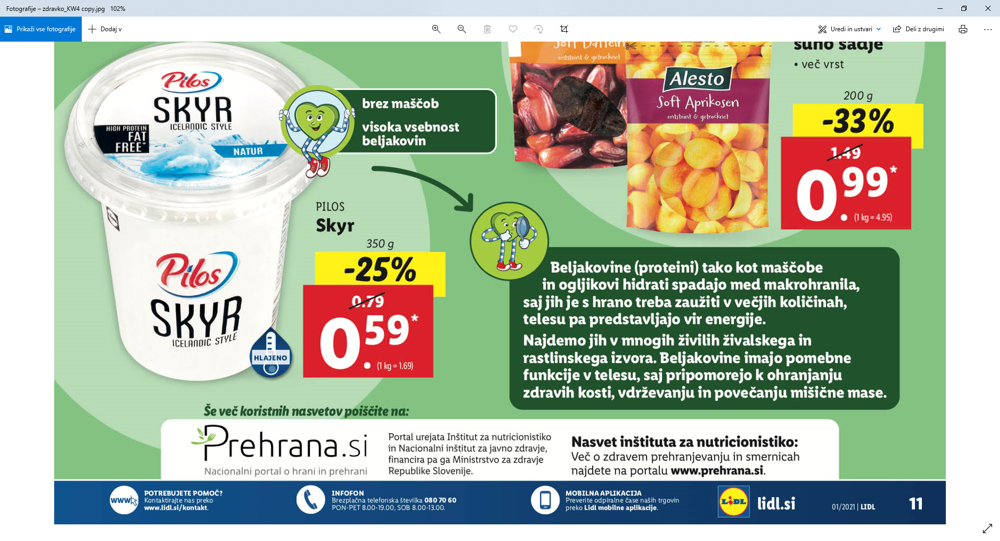 Fotografije – zdravko_KW4 copy.jpg 102%
Prikaži vse fotografije
Dodaj v
Uredi in ustvari
Deli z drugimi
Pilos
SKYR
ICELANDIC STYLE
HIGH PROTEIN
FAT
FREE*
NATUR
brez maščob
visoka vsebnost
beljakovin
Soft Datteln
entsteint & getrocknet
Alesto
Soft Aprikosen
entsteint & getrocknet
suho sadje
• več vrst
200 g
-33%
1.49
0.99*
(1 kg = 4.95)
PILOS
Skyr
350 g
-25%
0.79
0.59*
(1 kg = 1.69)
Pilos
SKYR
ICELANDIC STYLE
HLAJENO
Beljakovine (proteini) tako kot maščobe
in ogljikovi hidrati spadajo med makrohranila,
saj jih je s hrano treba zaužiti v večjih količinah,
telesu pa predstavljajo vir energije.
Najdemo jih v mnogih živilih živalskega in
rastlinskega izvora. Beljakovine imajo pomebne
funkcije v telesu, saj pripomorejo k ohranjanju
zdravih kosti, vdrževanju in povečanju mišične mase.
Še več koristnih nasvetov poiščite na:
Prehrana.si
Nacionalni portal o hrani in prehrani
Portal urejata Inštitut za nutricionistiko
in Nacionalni inštitut za javno zdravje,
financira pa ga Ministrstvo za zdravje
Republike Slovenije.
Nasvet inštituta za nutricionistiko:
Več o zdravem prehranjevanju in smernicah
najdete na portalu www.prehrana.si.
www
POTREBUJETE POMOČ?
Kontaktirajte nas preko
www.lidl.si/kontakt.
INFOFON
Brezplačna telefonska številka 080 70 60
PON-PET 8.00-19.00, SOB 8.00-13.00.
MOBILNA APLIKACIJA
Preverite odpiralne čase naših trgovin
preko Lidl mobilne aplikacije.
LIDL
lidl.si
01/2021 | LIDL
11